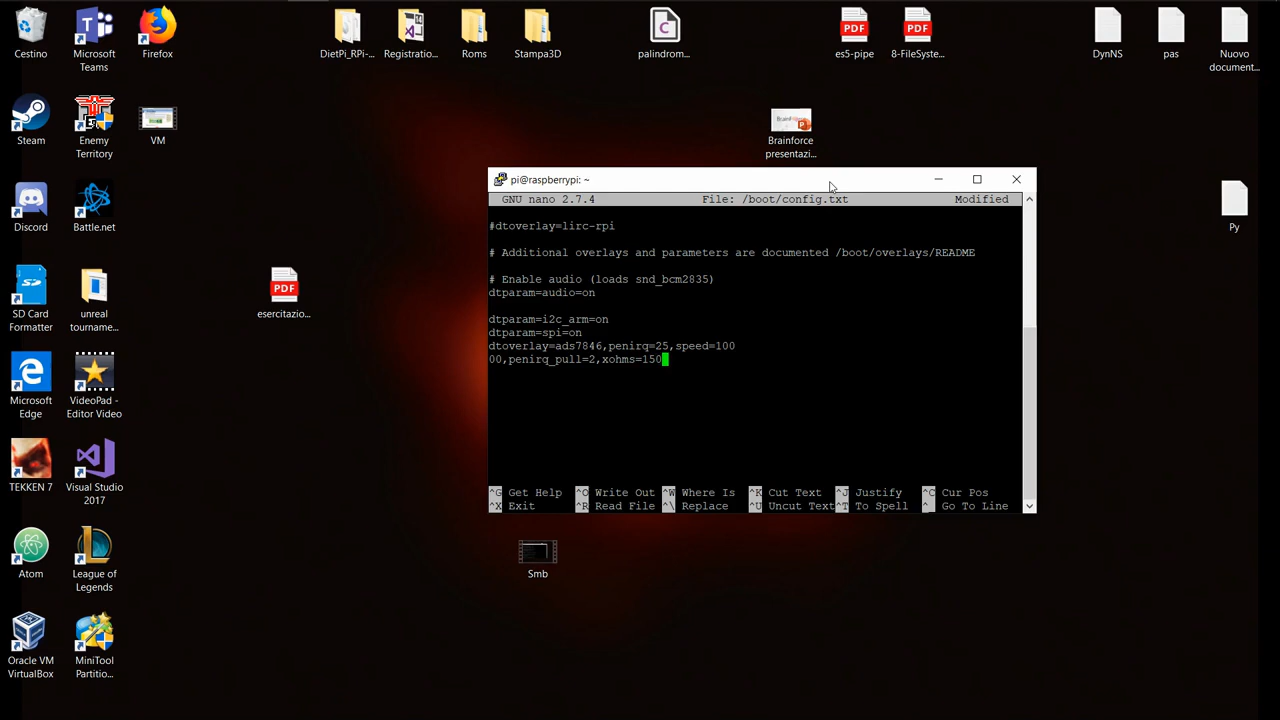 Cestino
Microsoft
Teams
Firefox
DietPi_RPi-...
Registratio...
Roms
Stampa3D
palindrom...
es5-pipe
8-FileSyste...
DynNS
pas
Nuovo
document...
Steam
Enemy
Territory
VM
Brainforce
presentazi...
Discord
Battle.net
Py
SD Card
Formatter
unreal
tourname...
PDF
esercitazio...
Microsoft
Edge
VideoPad -
Editor Video
TEKKEN 7
Visual Studio
2017
Atom
League of
Legends
Smb
Oracle VM
VirtualBox
MiniTool
Partitio...
PDF
PDF
SD
pi@raspberrypi: ~
GNU nano 2.7.4 File: /boot/config.txt Modified
#dtoverlay=lirc-rpi
# Additional overlays and parameters are documented /boot/overlays/README
# Enable audio (loads snd_bcm2835)
dtparam=audio=on
dtparam=i2c_arm=on
dtparam=spi=on
dtoverlay=ads7846,penirq=25,speed=100
00,penirq_pull=2,xohms=150
^G Get Help ^O Write Out ^W Where Is ^K Cut Text ^J Justify ^C Cur Pos
^X Exit ^R Read File ^\ Replace ^U Uncut Text ^T To Spell ^_ Go To Line